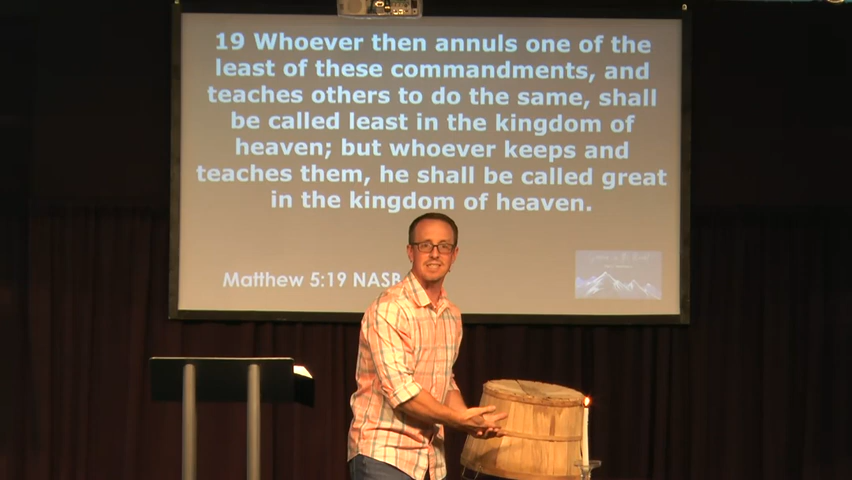 19 Whoever then annuls one of the
least of these commandments, and
teaches others to do the same, shall
be called least in the kingdom of
heaven; but whoever keeps and
teaches them, he shall be called great
in the kingdom of heaven.
Matthew 5:19 NASB